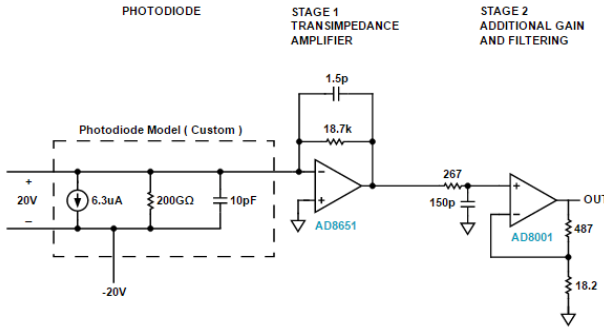 PHOTODIODE
STAGE 1
TRANSIMPEDANCE
AMPLIFIER
STAGE 2
ADDITIONAL GAIN
AND FILTERING
1.5p
18.7k
Photodiode Model ( Custom )
+
20V
–
6.3uA
200GΩ
10pF
–
+
AD8651
267
150p
+
–
AD8001
OUT
487
18.2
-20V